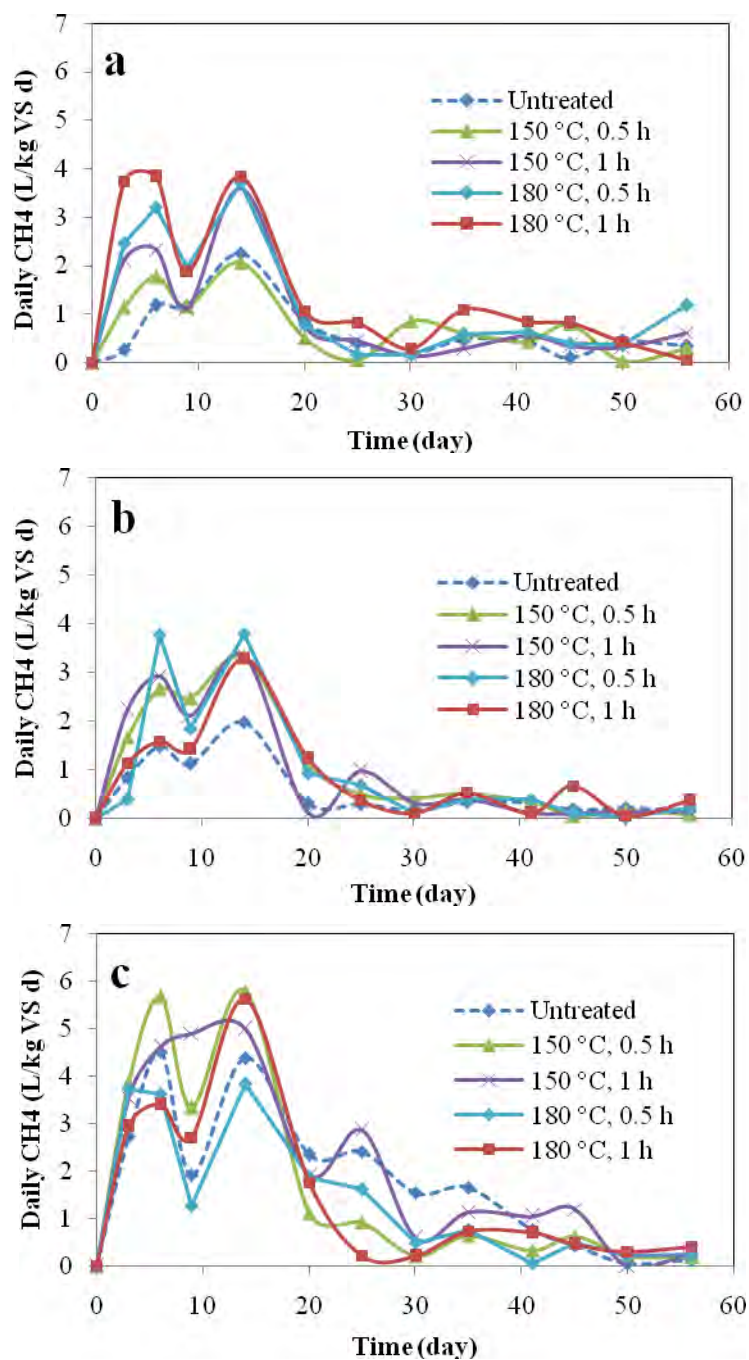 a
Daily CH4 (L/kg VS d)
7
6
5
4
3
2
1
0
Untreated
150 °C, 0.5 h
150 °C, 1 h
180 °C, 0.5 h
180 °C, 1 h
0 10 20 30 40 50 60
Time (day)
b
Daily CH4 (L/kg VS d)
7
6
5
4
3
2
1
0
Untreated
150 °C, 0.5 h
150 °C, 1 h
180 °C, 0.5 h
180 °C, 1 h
0 10 20 30 40 50 60
Time (day)
c
Daily CH4 (L/kg VS d)
7
6
5
4
3
2
1
0
Untreated
150 °C, 0.5 h
150 °C, 1 h
180 °C, 0.5 h
180 °C, 1 h
0 10 20 30 40 50 60
Time (day)